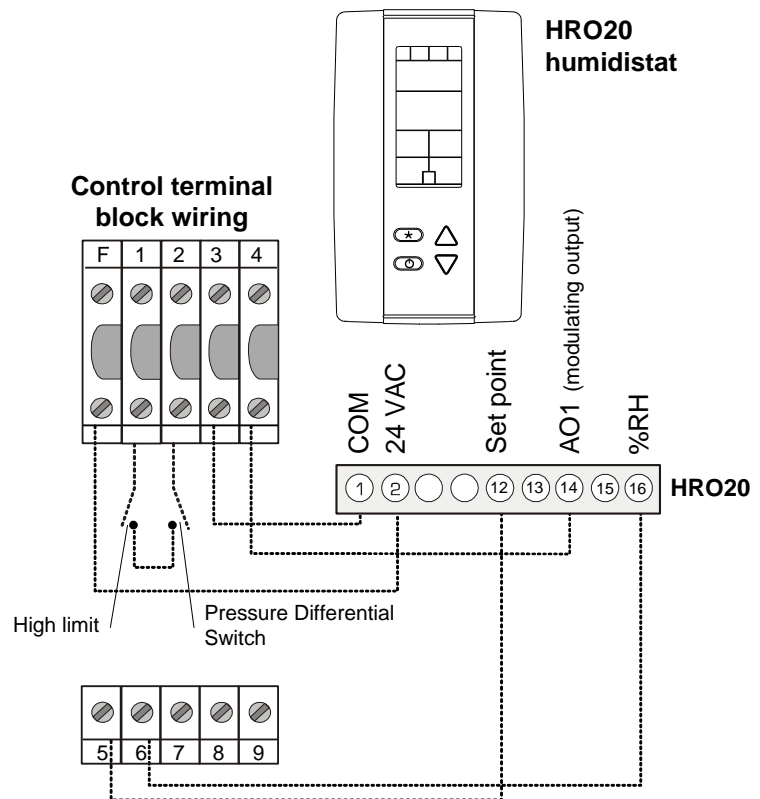 HRO20
humidistat
Control terminal
block wiring
F 1 2 3 4
COM
24 VAC
Set point
AO1 (modulating output)
%RH
1 2 12 13 14 15 16
HRO20
High limit
Pressure Differential
Switch
5 6 7 8 9